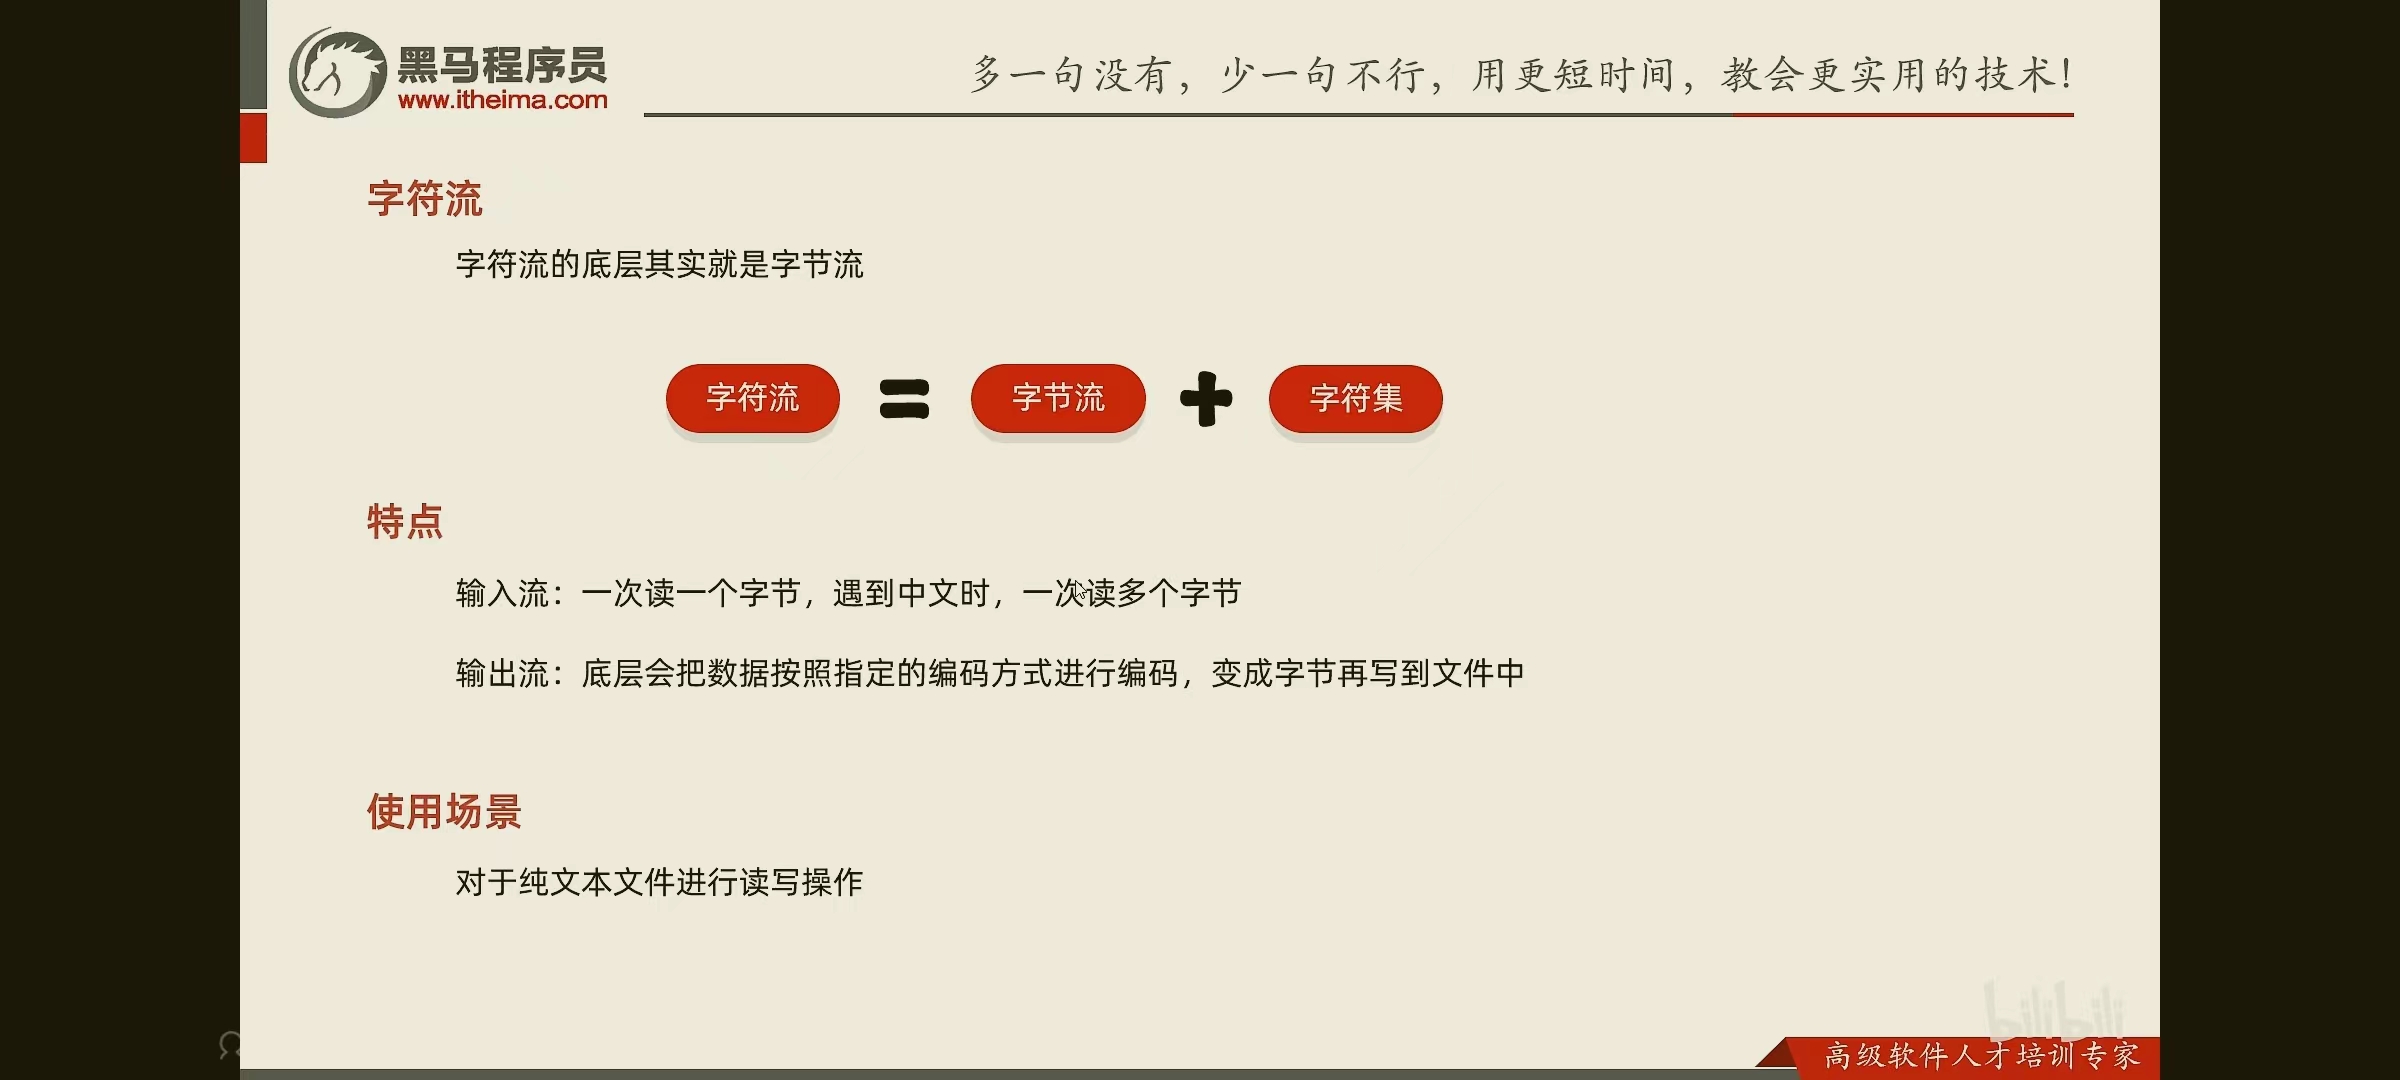 黑马程序员
www.itheima.com
多一句没有，少一句不行，用更短时间，教会更实用的技术！
字符流
字符流的底层其实就是字节流
字符流 = 字节流 + 字符集
特点
输入流：一次读一个字节，遇到中文时，一次读多个字节
输出流：底层会把数据按照指定的编码方式进行编码，变成字节再写到文件中
使用场景
对于纯文本文件进行读写操作
bilibili
高级软件人才培训专家